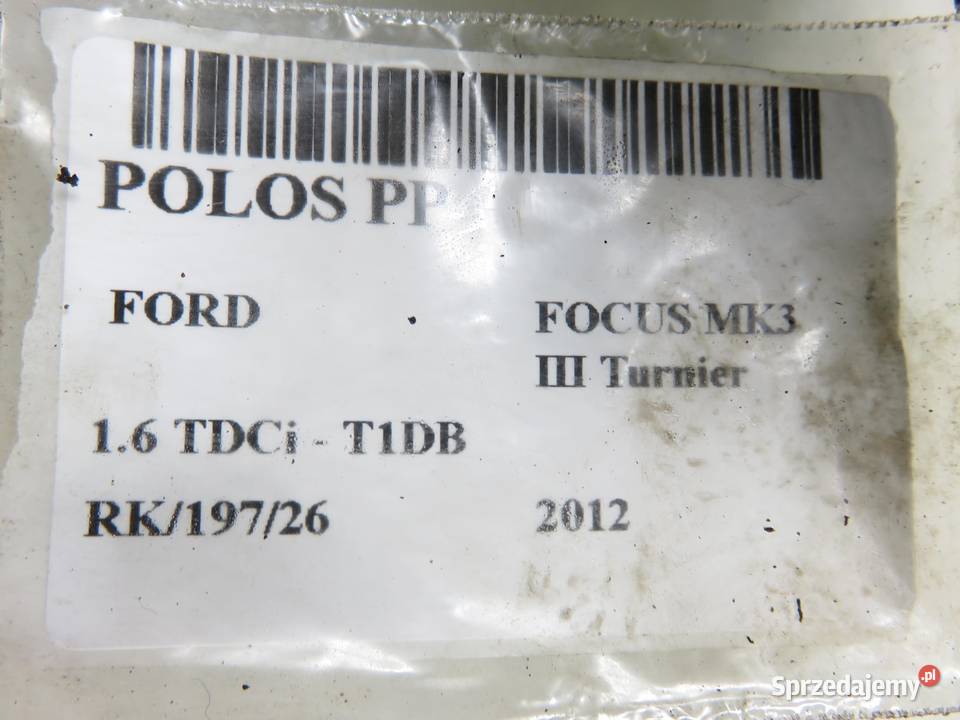 POLOS PP
FORD
FOCUS MK3
III Turnier
1.6 TDCi - T1DB
RK/197/26
2012
Sprzedajemy.pl